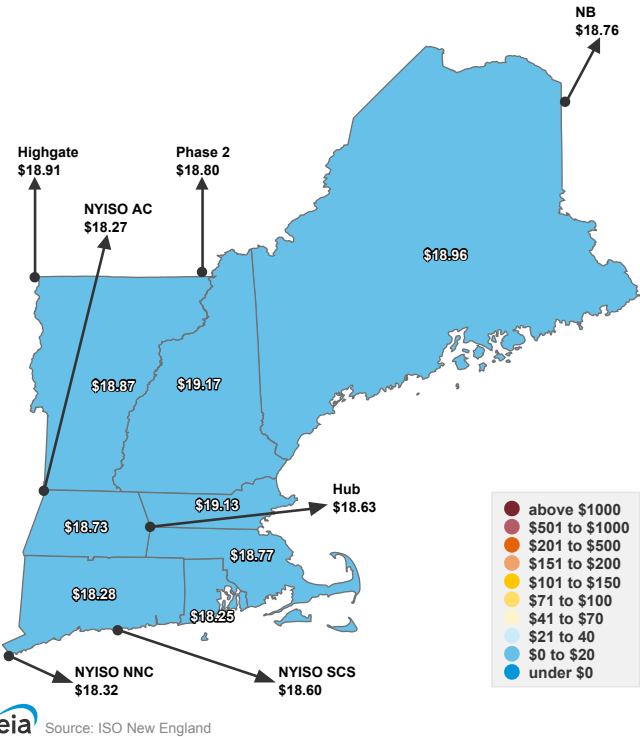 NB
$18.76
Highgate
$18.91
Phase 2
$18.80
NYISO AC
$18.27
$18.96
$18.87
$19.17
$19.13
Hub
$18.63
$18.73
$18.77
$18.28
$18.25
NYISO NNC
$18.32
NYISO SCS
$18.60
above $1000
$501 to $1000
$201 to $500
$151 to $200
$101 to $150
$71 to $100
$41 to $70
$21 to 40
$0 to $20
under $0
eia Source: ISO New England